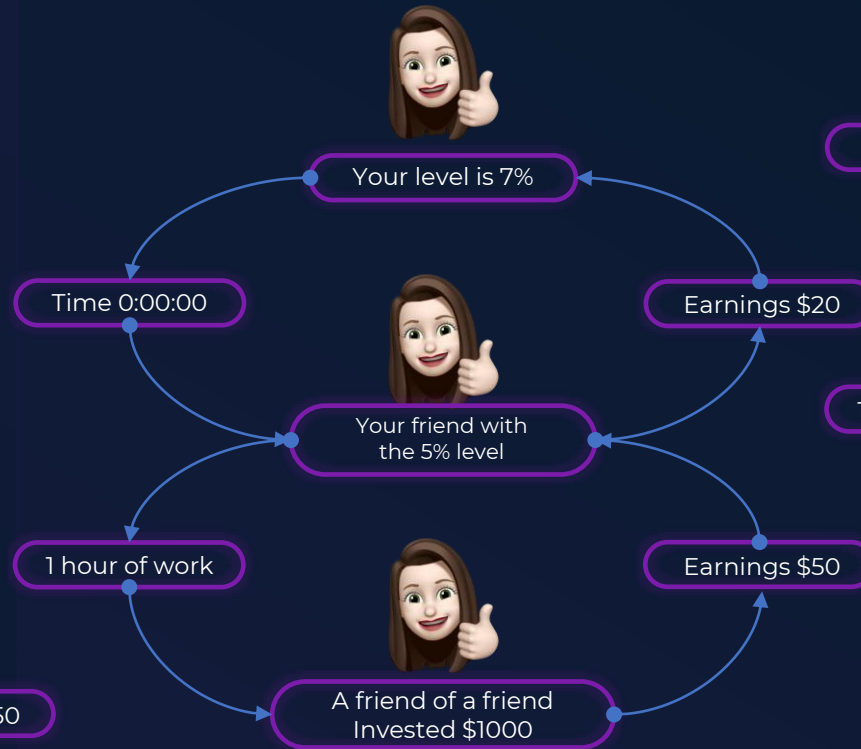 Your level is 7%
Time 0:00:00
Earnings $20
Your friend with
the 5% level
1 hour of work
Earnings $50
A friend of a friend
Invested $1000